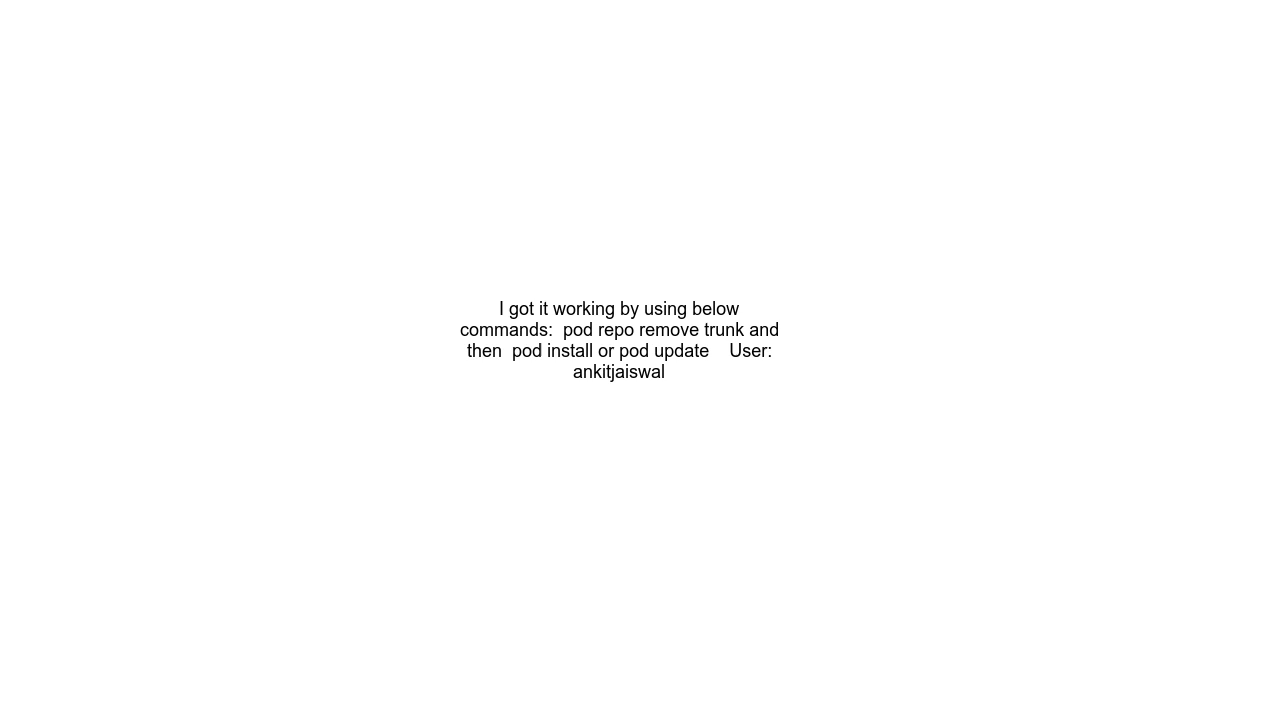 I got it working by using below
commands:  pod repo remove trunk and
then  pod install or pod update    User:
ankitjaiswal